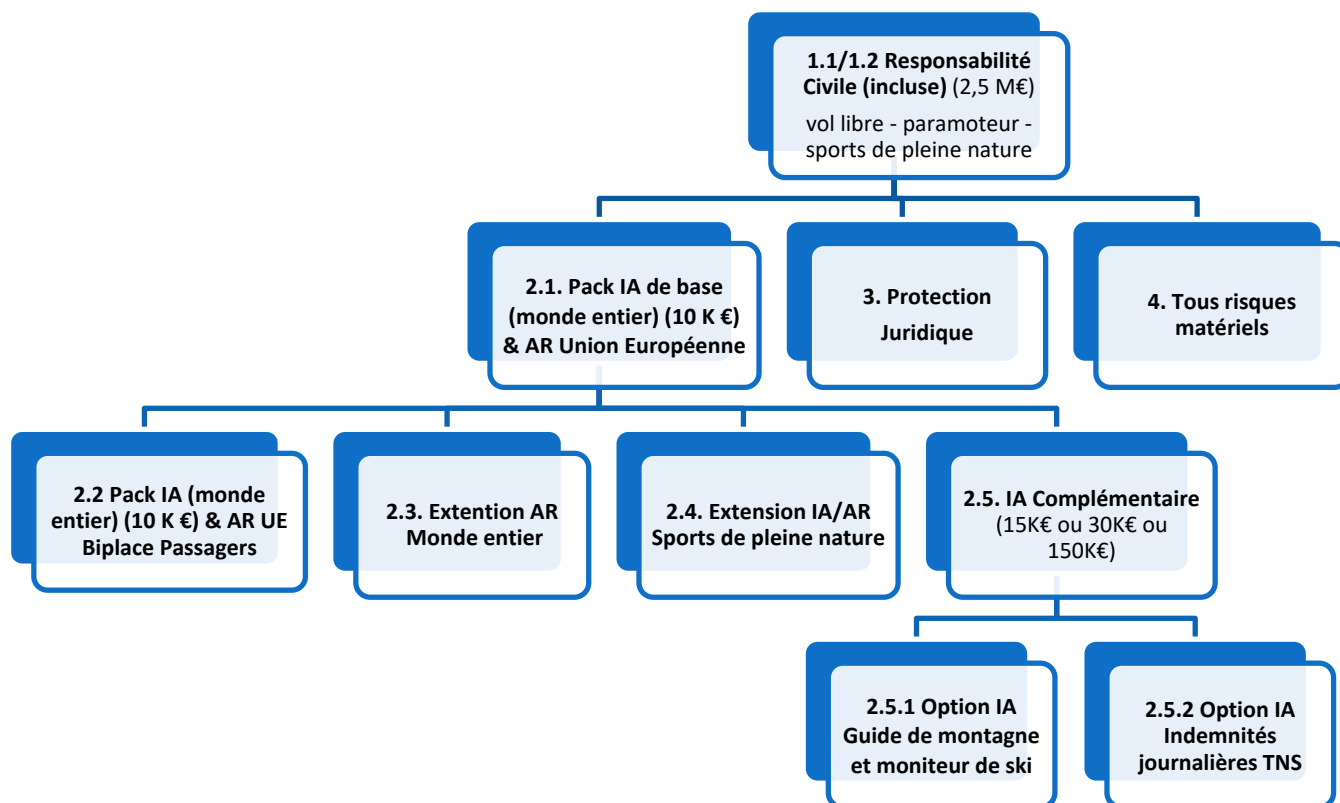 1.1/1.2 Responsabilité
Civile (incluse) (2,5 M€)
vol libre - paramoteur -
sports de pleine nature
2.1. Pack IA de base
(monde entier) (10 K €)
& AR Union Européenne
3. Protection
Juridique
4. Tous risques
matériels
2.2 Pack IA (monde
entier) (10 K €) & AR UE
Biplace Passagers
2.3. Extention AR
Monde entier
2.4. Extension IA/AR
Sports de pleine nature
2.5. IA Complémentaire
(15K€ ou 30K€ ou
150K€)
2.5.1 Option IA
Guide de montagne
et moniteur de ski
2.5.2 Option IA
Indemnités
journalières TNS